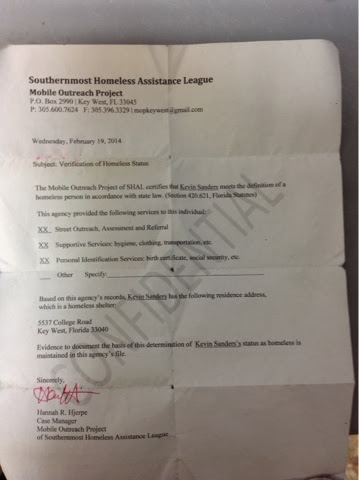 Southernmost Homeless Assistance League
Mobile Outreach Project
P.O. Box 2990 | Key West, FL 33045
P: 305.600.7624 F: 305.396.3329 | mopkeywest@gmail.com
Wednesday, February 19, 2014
Subject: Verification of Homeless Status
The Mobile Outreach Project of SHAL certifies that Kevin Sanders meets the definition of a
homeless person in accordance with state law. (Section 420.621, Florida Statutes)
This agency provided the following services to this individual:
XX Street Outreach, Assessment and Referral
XX Supportive Services: hygiene, clothing, transportation, etc.
XX Personal Identification Services: birth certificate, social security, etc.
Other Specify:
Based on this agency's records, Kevin Sanders has the following residence address,
which is a homeless shelter:
5537 College Road
Key West, Florida 33040
Evidence to document the basis of this determination of Kevin Sanders's status as homeless is
maintained in this agency's file.
Sincerely,
Hannah R. Hjerpe
Case Manager
Mobile Outreach Project
of Southernmost Homeless Assistance League
CONFIDENTIAL